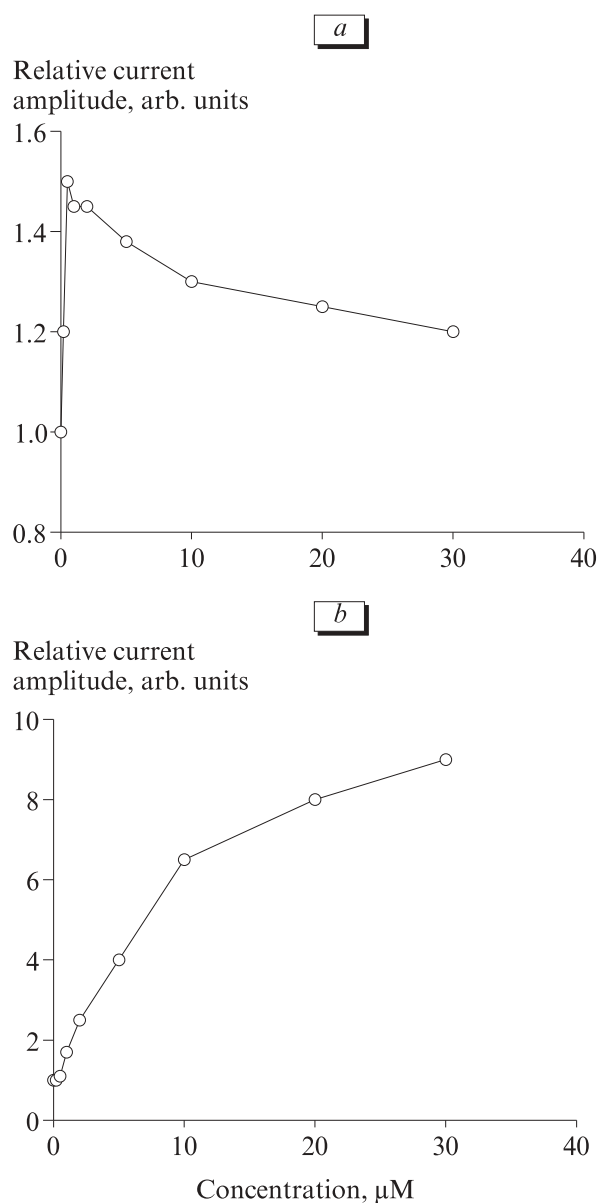 a
Relative current
amplitude, arb. units
1.6
1.4
1.2
1.0
0.8
0 10 20 30 40
b
Relative current
amplitude, arb. units
10
8
6
4
2
0
0 10 20 30 40
Concentration, μM